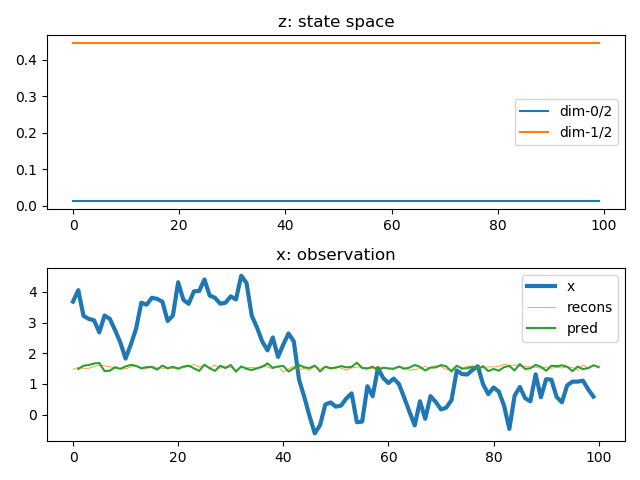 z: state space
0.4
0.3
0.2
0.1
0.0
dim-0/2
dim-1/2
0 20 40 60 80 100
x: observation
4
3
2
1
0
x
recons
pred
0 20 40 60 80 100